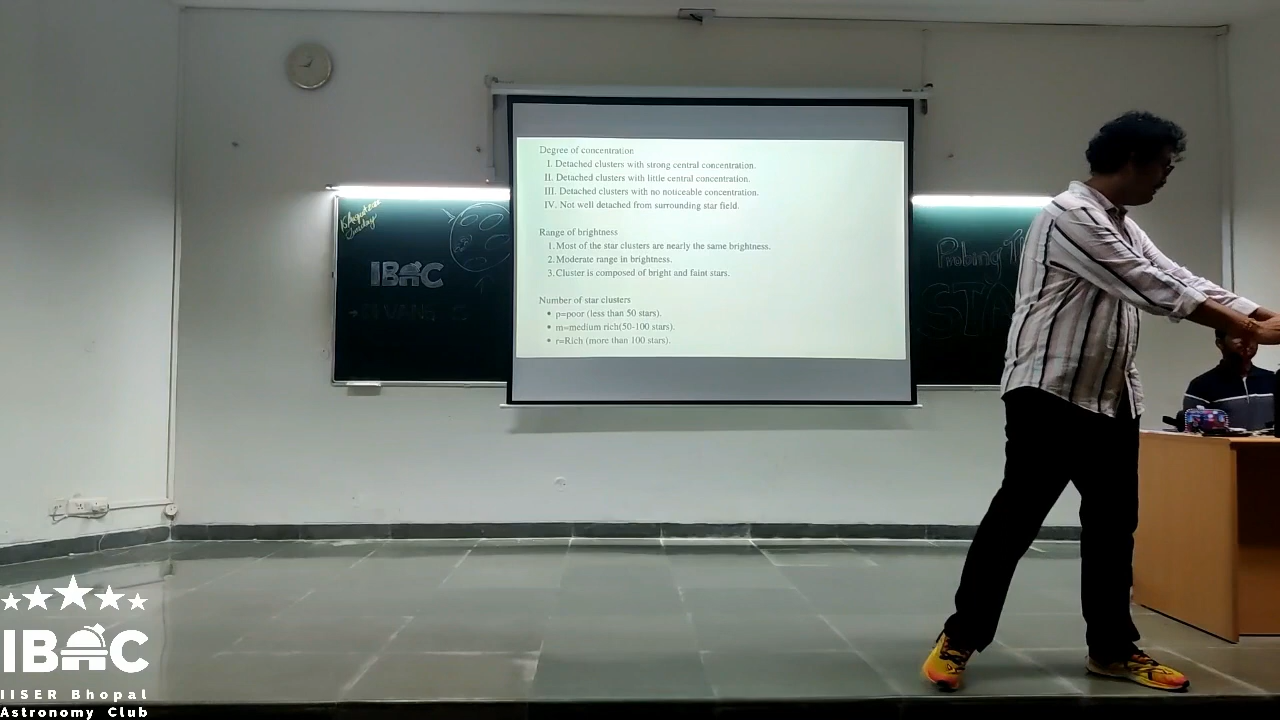 Degree of concentration
I. Detached clusters with strong central concentration.
II. Detached clusters with little central concentration.
III. Detached clusters with no noticeable concentration.
IV. Not well detached from surrounding star field.
Range of brightness
1. Most of the star clusters are nearly the same brightness.
2. Moderate range in brightness.
3. Cluster is composed of bright and faint stars.
Number of star clusters
• p=poor (less than 50 stars).
• m=medium rich(50-100 stars).
• r=Rich (more than 100 stars).
IBAC
Probing
IBAC
IISER Bhopal
Astronomy Club